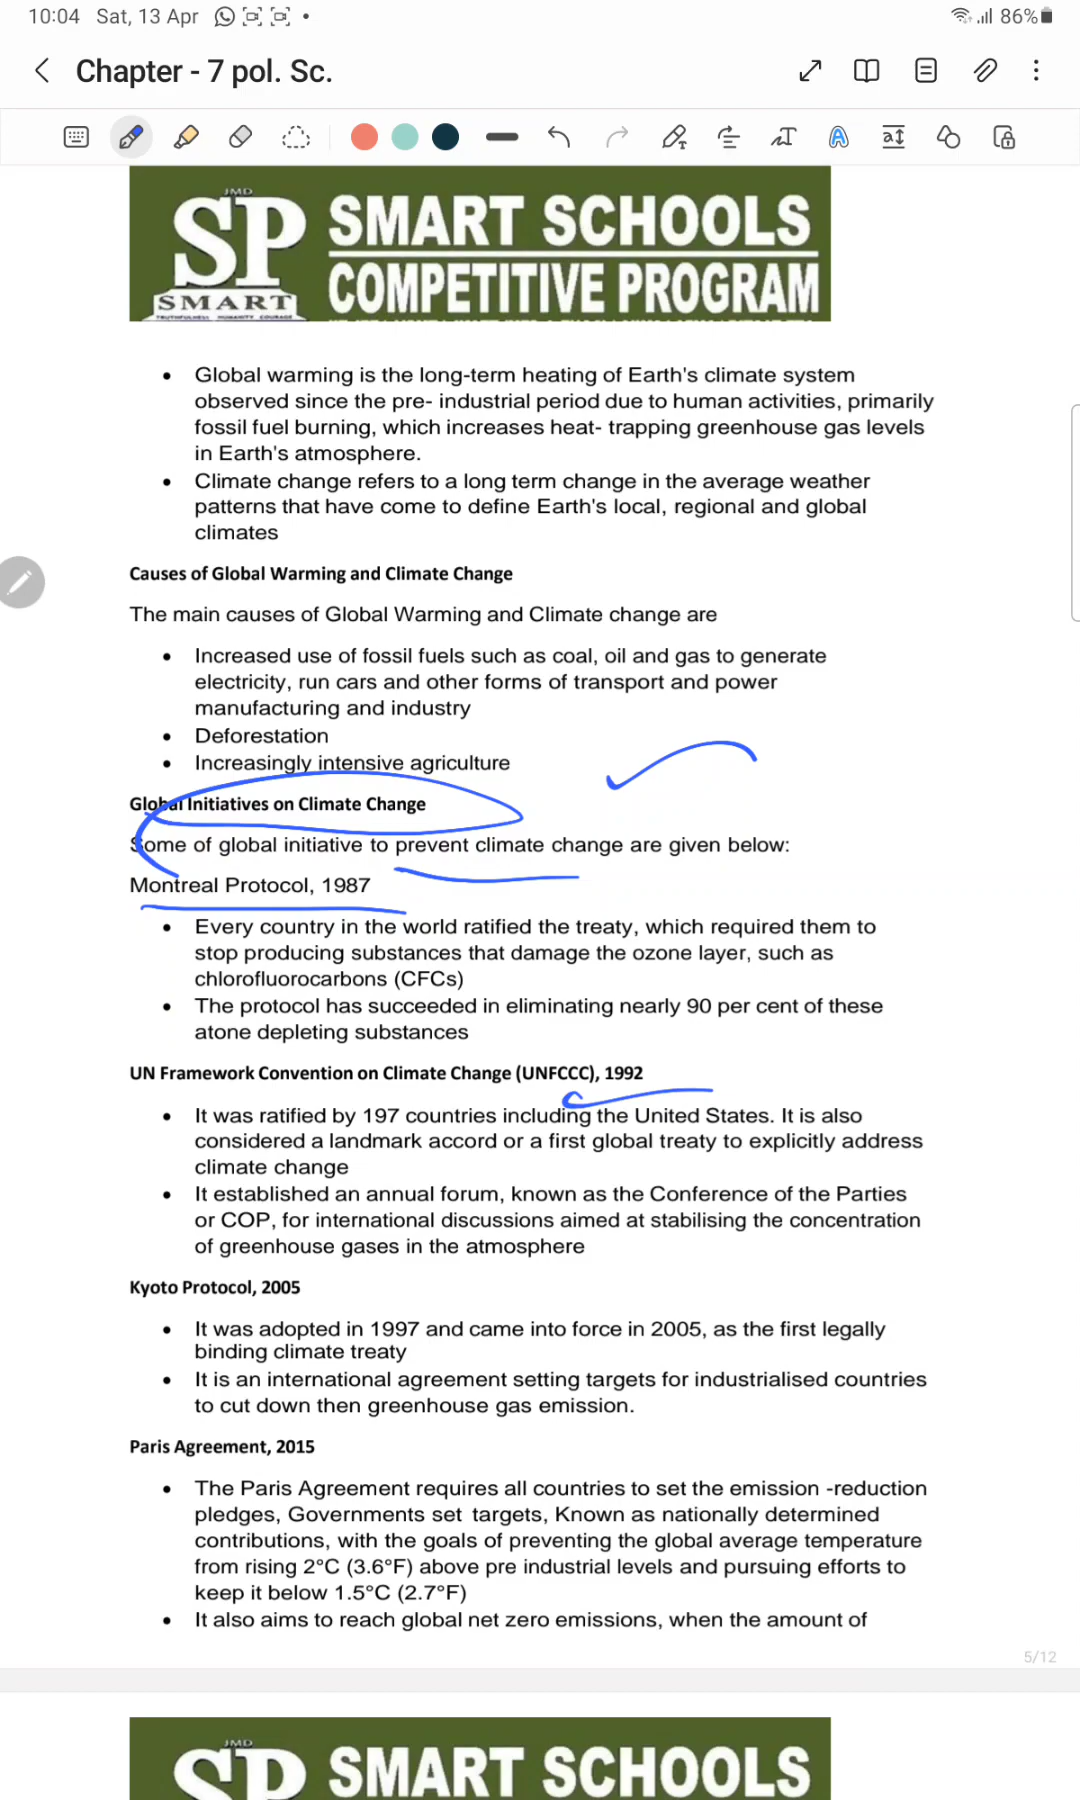 10:04 Sat, 13 Apr
86%
Chapter - 7 pol. Sc.
JMD
SP SMART SCHOOLS
COMPETITIVE PROGRAM
SMART
TRUTHFULNESS HUMANITY COURAGE
• Global warming is the long-term heating of Earth's climate system
observed since the pre- industrial period due to human activities, primarily
fossil fuel burning, which increases heat- trapping greenhouse gas levels
in Earth's atmosphere.
• Climate change refers to a long term change in the average weather
patterns that have come to define Earth's local, regional and global
climates
Causes of Global Warming and Climate Change
The main causes of Global Warming and Climate change are
• Increased use of fossil fuels such as coal, oil and gas to generate
electricity, run cars and other forms of transport and power
manufacturing and industry
• Deforestation
• Increasingly intensive agriculture
Global Initiatives on Climate Change
Some of global initiative to prevent climate change are given below:
Montreal Protocol, 1987
• Every country in the world ratified the treaty, which required them to
stop producing substances that damage the ozone layer, such as
chlorofluorocarbons (CFCs)
• The protocol has succeeded in eliminating nearly 90 per cent of these
atone depleting substances
UN Framework Convention on Climate Change (UNFCCC), 1992
• It was ratified by 197 countries including the United States. It is also
considered a landmark accord or a first global treaty to explicitly address
climate change
• It established an annual forum, known as the Conference of the Parties
or COP, for international discussions aimed at stabilising the concentration
of greenhouse gases in the atmosphere
Kyoto Protocol, 2005
• It was adopted in 1997 and came into force in 2005, as the first legally
binding climate treaty
• It is an international agreement setting targets for industrialised countries
to cut down then greenhouse gas emission.
Paris Agreement, 2015
• The Paris Agreement requires all countries to set the emission -reduction
pledges, Governments set targets, Known as nationally determined
contributions, with the goals of preventing the global average temperature
from rising 2°C (3.6°F) above pre industrial levels and pursuing efforts to
keep it below 1.5°C (2.7°F)
• It also aims to reach global net zero emissions, when the amount of
5/12
JMD
SP SMART SCHOOLS